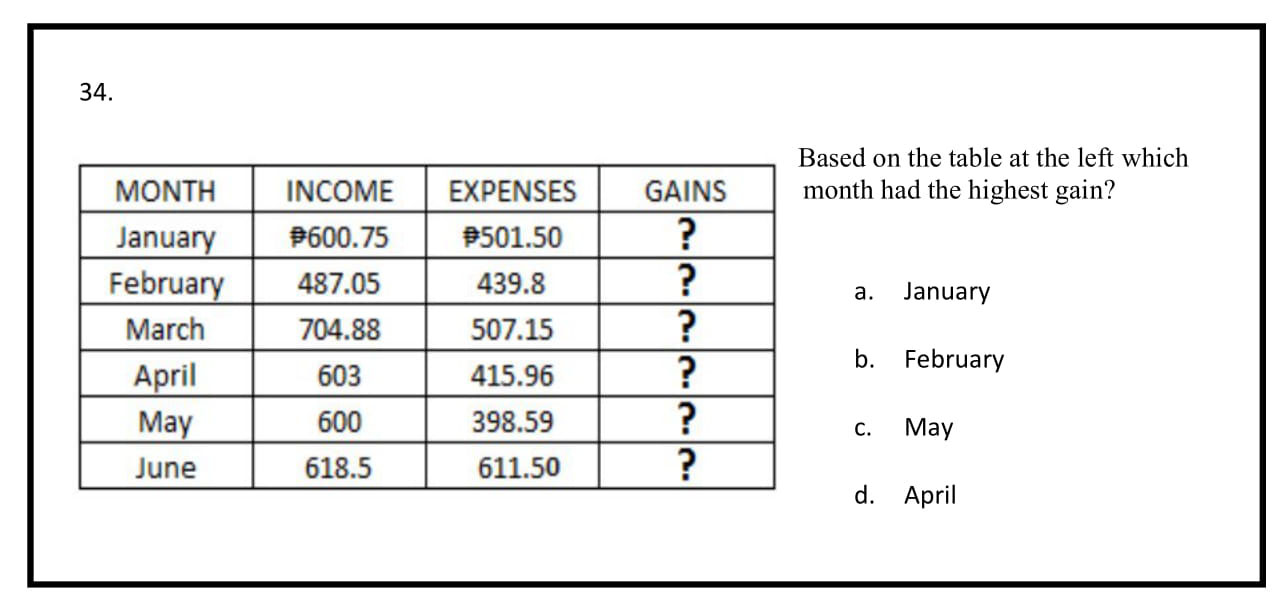 34.
Based on the table at the left which
month had the highest gain?
MONTH INCOME EXPENSES GAINS
January ₱600.75 ₱501.50 ?
February 487.05 439.8 ?
March 704.88 507.15 ?
April 603 415.96 ?
May 600 398.59 ?
June 618.5 611.50 ?
a. January
b. February
c. May
d. April